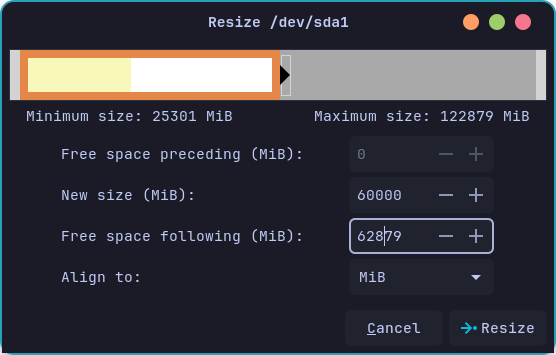 Resize /dev/sda1
Minimum size: 25301 MiB Maximum size: 122879 MiB
Free space preceding (MiB): 0
New size (MiB): 60000
Free space following (MiB): 62879
Align to: MiB
Cancel Resize